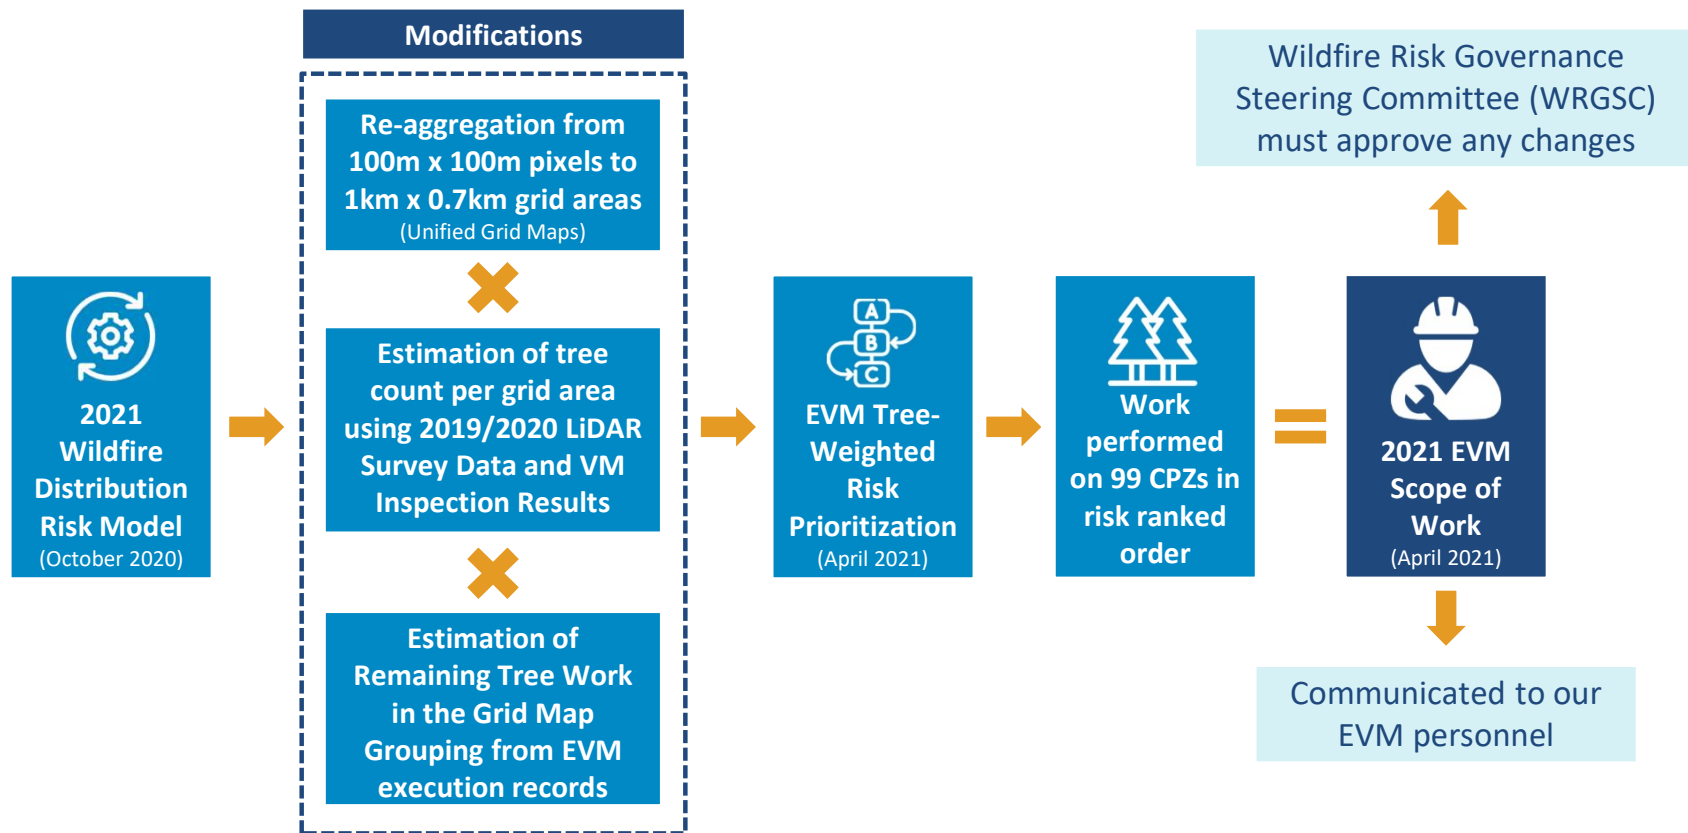 Modifications
Re-aggregation from
100m x 100m pixels to
1km x 0.7km grid areas
(Unified Grid Maps)
Estimation of tree
count per grid area
using 2019/2020 LiDAR
Survey Data and VM
Inspection Results
Estimation of
Remaining Tree Work
in the Grid Map
Grouping from EVM
execution records
2021
Wildfire
Distribution
Risk Model
(October 2020)
A
B
C
EVM Tree-
Weighted
Risk
Prioritization
(April 2021)
Work
performed
on 99 CPZs in
risk ranked
order
2021 EVM
Scope of
Work
(April 2021)
Wildfire Risk Governance
Steering Committee (WRGSC)
must approve any changes
Communicated to our
EVM personnel